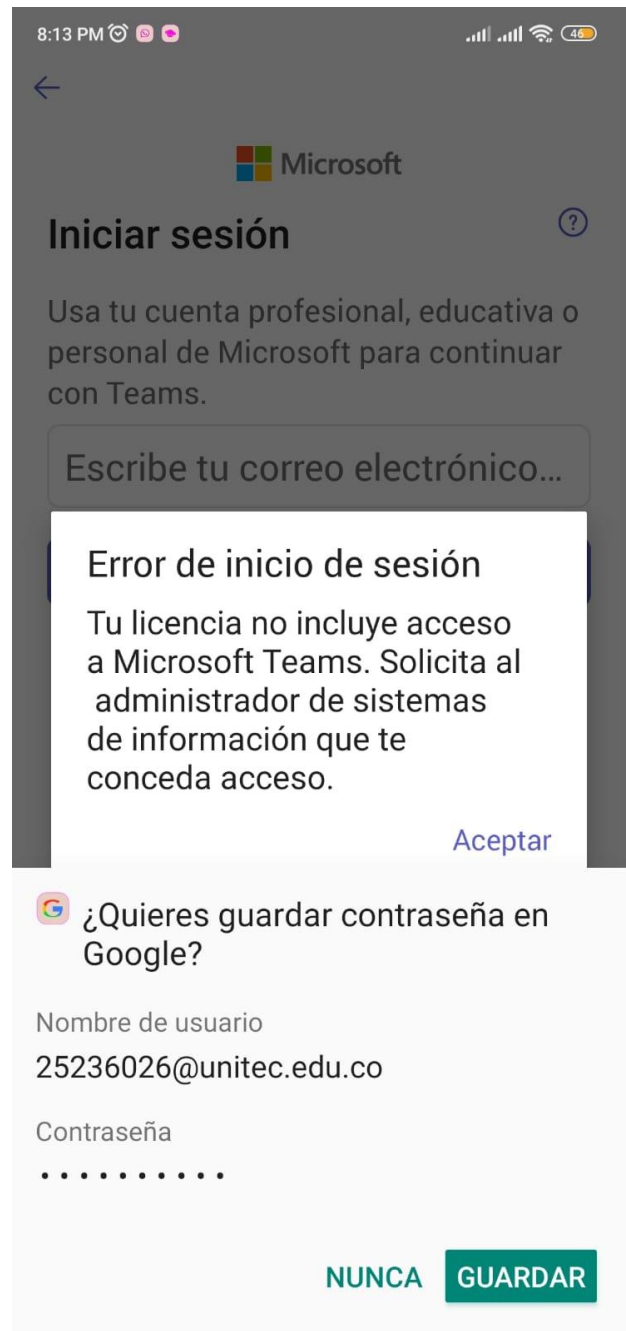 8:13 PM
46
Microsoft
Iniciar sesión
Usa tu cuenta profesional, educativa o
personal de Microsoft para continuar
con Teams.
Escribe tu correo electrónico...
Error de inicio de sesión
Tu licencia no incluye acceso
a Microsoft Teams. Solicita al
administrador de sistemas
de información que te
conceda acceso.
Aceptar
¿Quieres guardar contraseña en
Google?
Nombre de usuario
25236026@unitec.edu.co
Contraseña
••••••••••
NUNCA GUARDAR